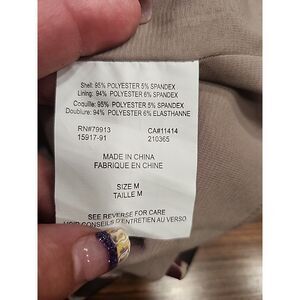 Shell: 95% POLYESTER 5% SPANDEX
Lining: 94% POLYESTER 6% SPANDEX
Coquille: 95% POLYESTER 5% SPANDEX
Doublure: 94% POLYESTER 6% ELASTHANNE
RN#79913 CA#11414
15917-91 210365
MADE IN CHINA
FABRIQUE EN CHINE
SIZE M
TAILLE M
SEE REVERSE FOR CARE
VOIR CONSEILS D'ENTRETIEN AU VERSO